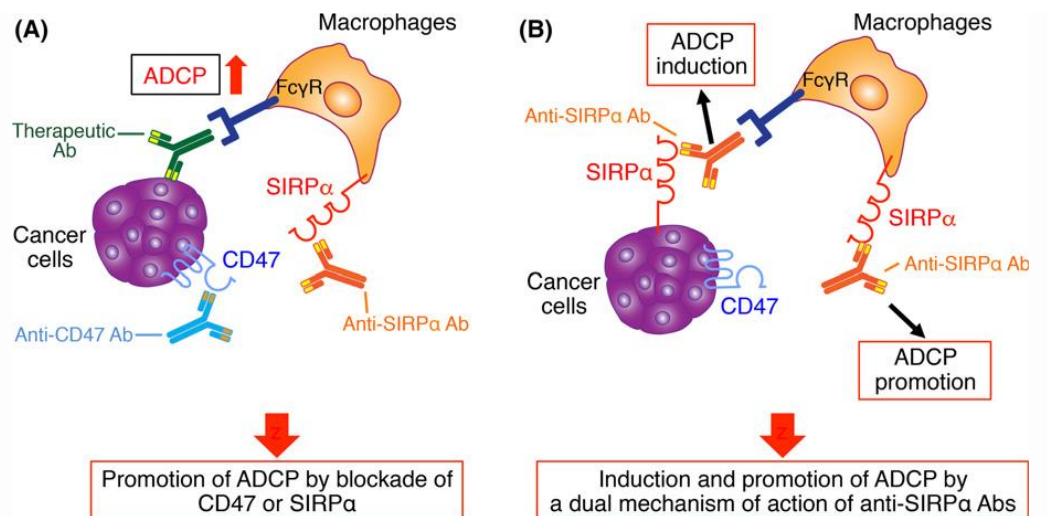 (A)
Macrophages
ADCP
FcγR
Therapeutic
Ab
SIRPα
Cancer
cells
CD47
Anti-CD47 Ab
Anti-SIRPα Ab
z
Promotion of ADCP by blockade of
CD47 or SIRPα
(B)
Macrophages
ADCP
induction
FcγR
Anti-SIRPα Ab
SIRPα
SIRPα
Cancer
cells
CD47
Anti-SIRPα Ab
ADCP
promotion
z
Induction and promotion of ADCP by
a dual mechanism of action of anti-SIRPα Abs